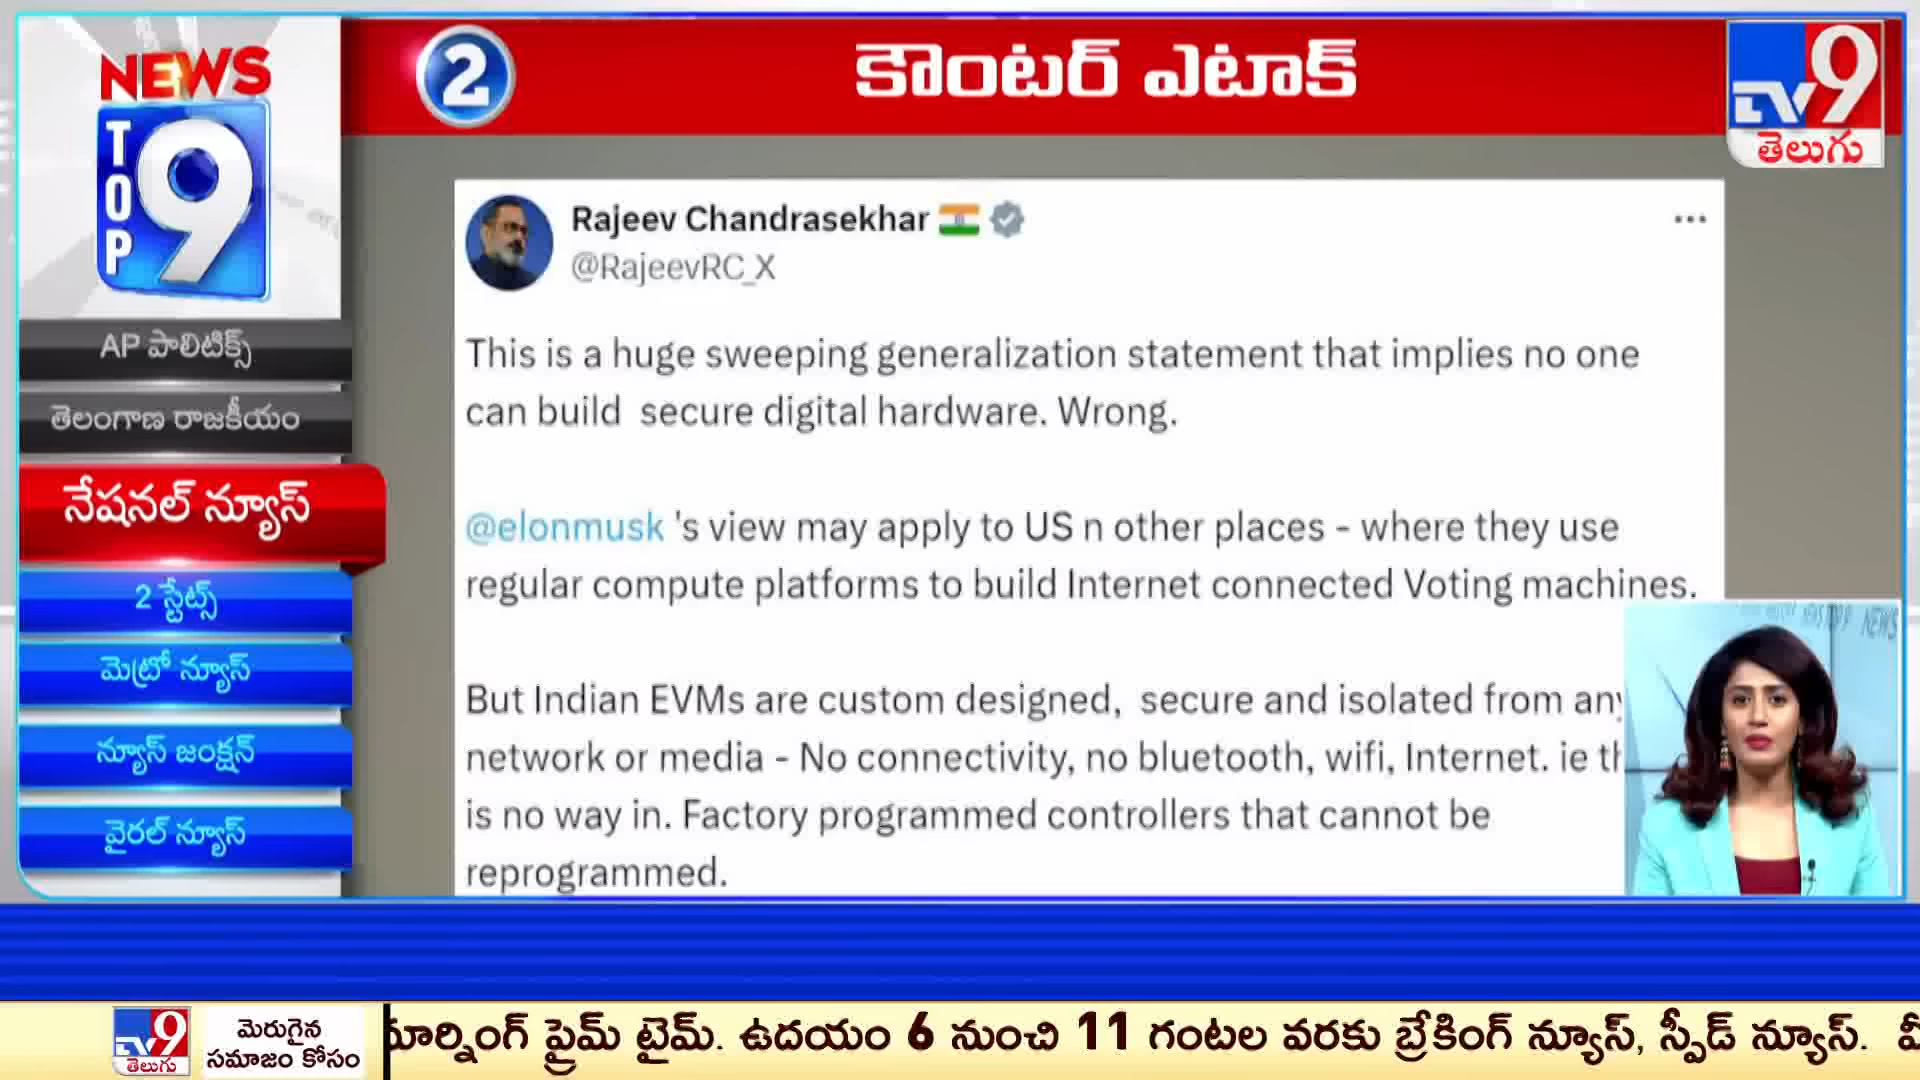 NEWS
TOP
9
2
కౌంటర్ ఎటాక్
TV9
తెలుగు
AP పాలిటిక్స్
తెలంగాణ రాజకీయం
నేషనల్ న్యూస్
2 స్టేట్స్
మెట్రో న్యూస్
న్యూస్ జంక్షన్
వైరల్ న్యూస్
Rajeev Chandrasekhar
@RajeevRC_X
This is a huge sweeping generalization statement that implies no one
can build secure digital hardware. Wrong.
@elonmusk 's view may apply to US n other places - where they use
regular compute platforms to build Internet connected Voting machines.
But Indian EVMs are custom designed, secure and isolated from any
network or media - No connectivity, no bluetooth, wifi, Internet. ie th
is no way in. Factory programmed controllers that cannot be
reprogrammed.
NEWS
TV9
తెలుగు
మెరుగైన
సమాజం కోసం
మార్నింగ్ ప్రైమ్ టైమ్. ఉదయం 6 నుంచి 11 గంటల వరకు బ్రేకింగ్ న్యూస్, స్పీడ్ న్యూస్.